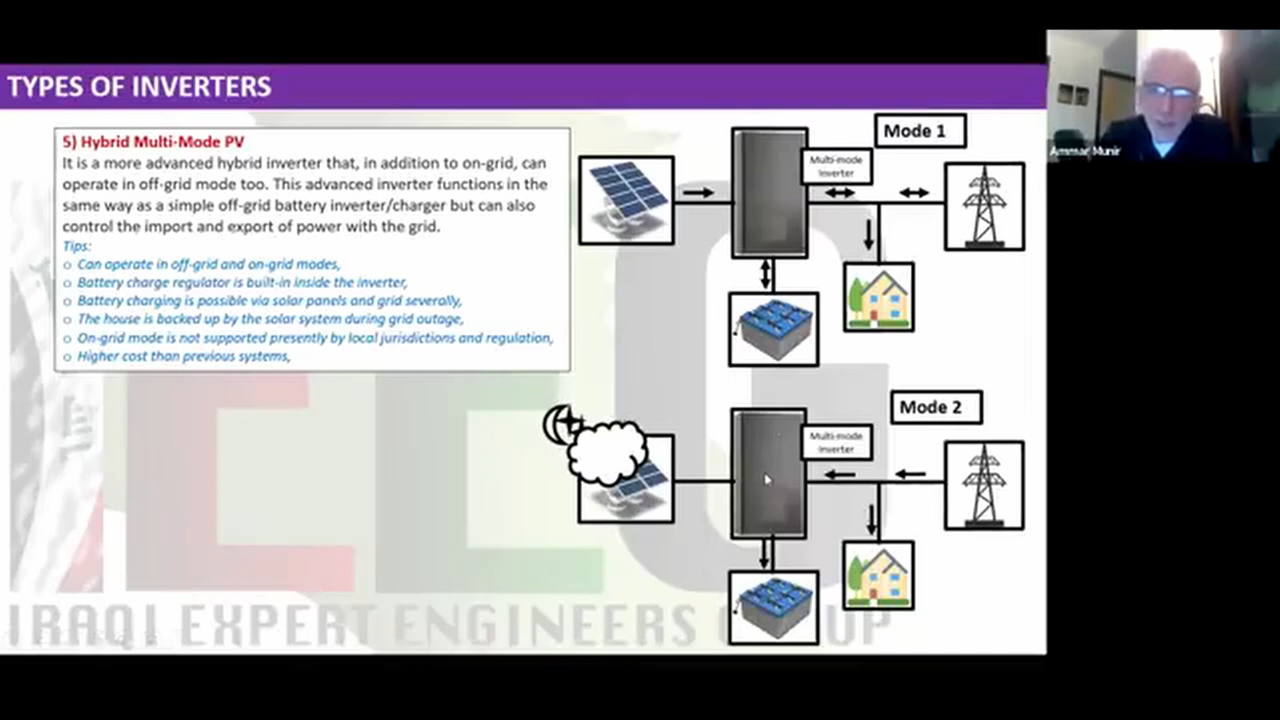 TYPES OF INVERTERS
5) Hybrid Multi-Mode PV
It is a more advanced hybrid inverter that, in addition to on-grid, can
operate in off-grid mode too. This advanced inverter functions in the
same way as a simple off-grid battery inverter/charger but can also
control the import and export of power with the grid.
Tips:
o Can operate in off-grid and on-grid modes,
o Battery charge regulator is built-in inside the inverter,
o Battery charging is possible via solar panels and grid severally,
o The house is backed up by the solar system during grid outage,
o On-grid mode is not supported presently by local jurisdictions and regulation,
o Higher cost than previous systems,
Mode 1
Multi-mode
Inverter
Mode 2
Multi-mode
Inverter
Ammar Munir
EEG
IRAQI EXPERT ENGINEERS G UP